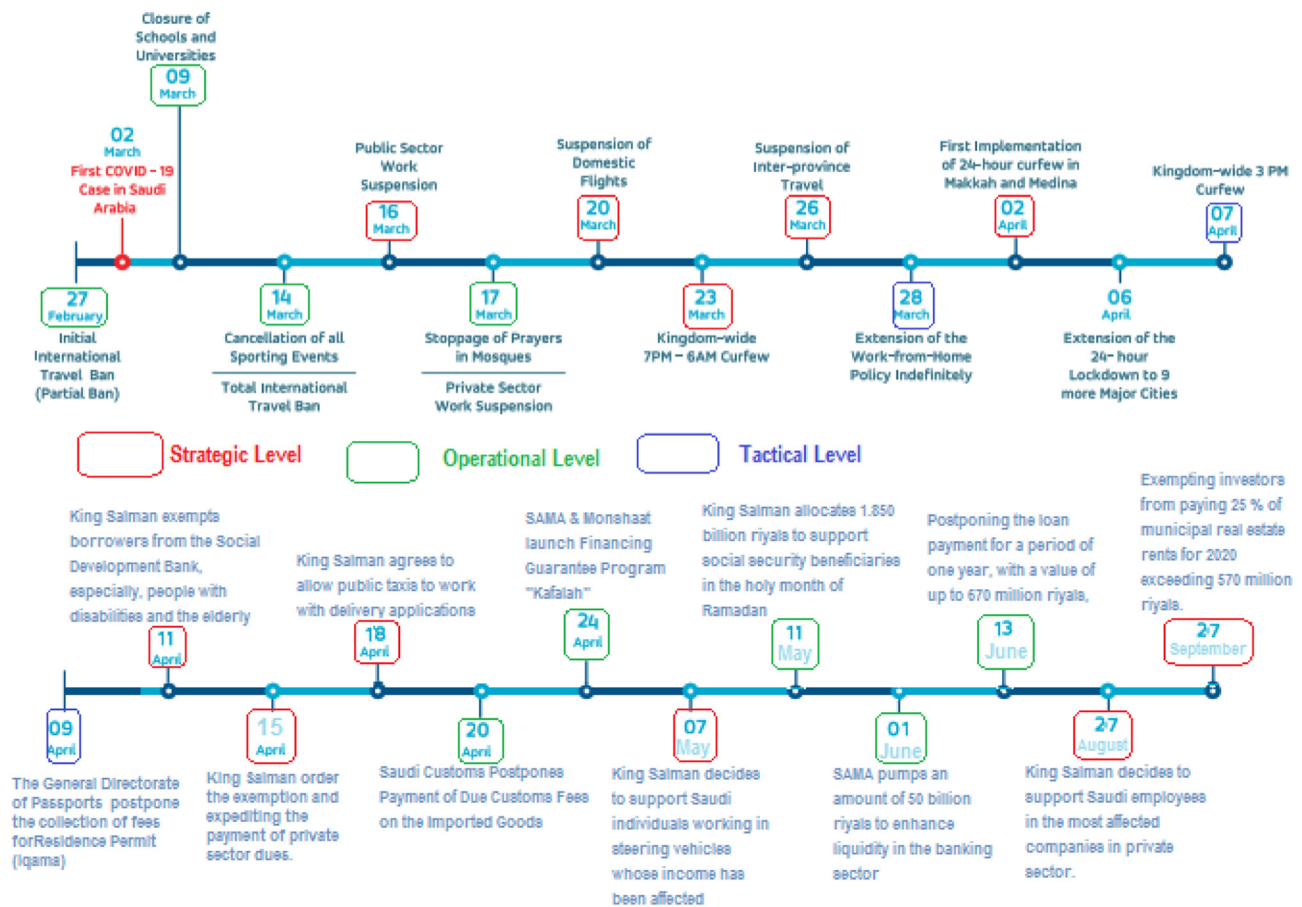 Closure of
Schools and
Universities
09
March
02
March
First COVID - 19
Case in Saudi
Arabia
Public Sector
Work
Suspension
16
March
Suspension of
Domestic
Flights
20
March
Suspension of
Inter-province
Travel
26
March
First Implementation
of 24-hour curfew in
Makkah and Medina
02
April
Kingdom-wide 3 PM
Curfew
07
April
27
February
Initial
International
Travel Ban
(Partial Ban)
14
March
Cancellation of all
Sporting Events
Total International
Travel Ban
17
March
Stoppage of Prayers
in Mosques
Private Sector
Work Suspension
23
March
Kingdom-wide
7PM - 6AM Curfew
28
March
Extension of the
Work-from-Home
Policy Indefinitely
06
April
Extension of the
24- hour
Lockdown to 9
more Major Cities
Strategic Level
Operational Level
Tactical Level
King Salman exempts
borrowers from the Social
Development Bank,
especially, people with
disabilities and the elderly
11
April
King Salman agrees to
allow public taxis to work
with delivery applications
18
April
SAMA & Monshaat
launch Financing
Guarantee Program
"Kafalah"
24
April
King Salman allocates 1.850
billion riyals to support
social security beneficiaries
in the holy month of
Ramadan
11
May
Postponing the loan
payment for a period of
one year, with a value of
up to 670 million riyals,
13
June
Exempting investors
from paying 25 % of
municipal real estate
rents for 2020
exceeding 570 million
riyals.
27
September
09
April
The General Directorate
of Passports postpone
the collection of fees
forResidence Permit
(Iqama)
15
April
King Salman order
the exemption and
expediting the
payment of private
sector dues.
20
April
Saudi Customs Postpones
Payment of Due Customs Fees
on the Imported Goods
07
May
King Salman decides
to support Saudi
individuals working in
steering vehicles
whose income has
been affected
01
June
SAMA pumps an
amount of 50 billion
riyals to enhance
liquidity in the banking
sector
27
August
King Salman decides to
support Saudi employees
in the most affected
companies in private
sector.